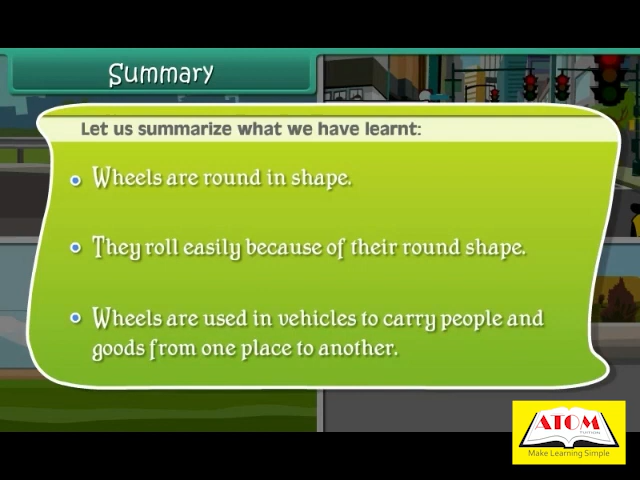 Summary
Let us summarize what we have learnt:
Wheels are round in shape.
They roll easily because of their round shape.
Wheels are used in vehicles to carry people and
goods from one place to another.
ATOM
TUITION
Make Learning Simple